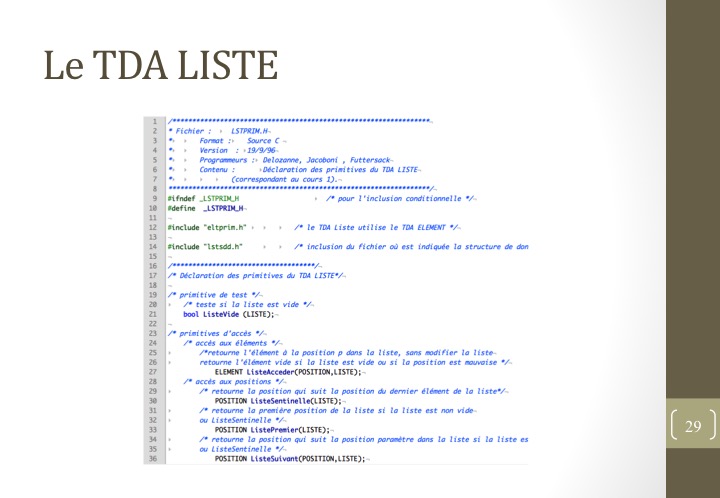 Le TDA LISTE
1 /*****************************************************************
2 * Fichier : LSTPRIM.H
3 * Format : Source C
4 * Version : 19/9/96
5 * Programmeurs : Delozanne, Jacoboni , Futtersack
6 * Contenu : Déclaration des primitives du TDA LISTE
7 * (correspondant au cours 1).
8 ******************************************************************/
9 #ifndef _LSTPRIM_H /* pour l'inclusion conditionnelle */
10 #define _LSTPRIM_H
11
12 #include "eltprim.h" /* le TDA Liste utilise le TDA ELEMENT */
13
14 #include "lstsdd.h" /* inclusion du fichier où est indiquée la structure de don
15
16 /************************************/
17 /* Déclaration des primitives du TDA LISTE*/
18
19 /* primitive de test */
20 /* teste si la liste est vide */
21 bool ListeVide (LISTE);
22
23 /* primitives d'accès */
24 /* accès aux éléments */
25 /*retourne l'élément à la position p dans la liste, sans modifier la liste
26 retourne l'élément vide si la liste est vide ou si la position est mauvaise */
27 ELEMENT ListeAcceder(POSITION,LISTE);
28 /* accès aux positions */
29 /* retourne la position qui suit la position du dernier élément de la liste*/
30 POSITION ListeSentinelle(LISTE);
31 /* retourne la première position de la liste si la liste est non vide
32 ou ListeSentinelle */
33 POSITION ListePremier(LISTE);
34 /* retourne la position qui suit la position paramètre dans la liste si la liste es
35 ou ListeSentinelle */
36 POSITION ListeSuivant(POSITION,LISTE);
29